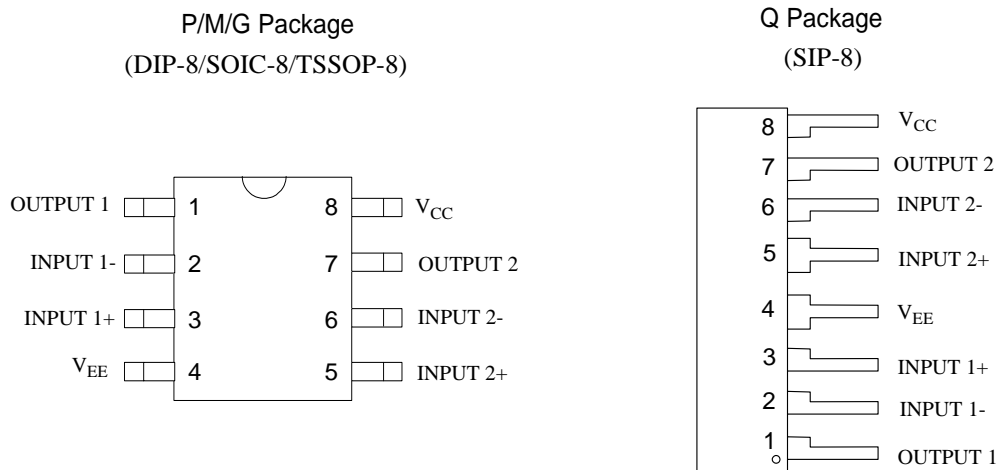 P/M/G Package
(DIP-8/SOIC-8/TSSOP-8)
OUTPUT 1 1 8 VCC
INPUT 1- 2 7 OUTPUT 2
INPUT 1+ 3 6 INPUT 2-
VEE 4 5 INPUT 2+
Q Package
(SIP-8)
8 VCC
7 OUTPUT 2
6 INPUT 2-
5 INPUT 2+
4 VEE
3 INPUT 1+
2 INPUT 1-
1 OUTPUT 1